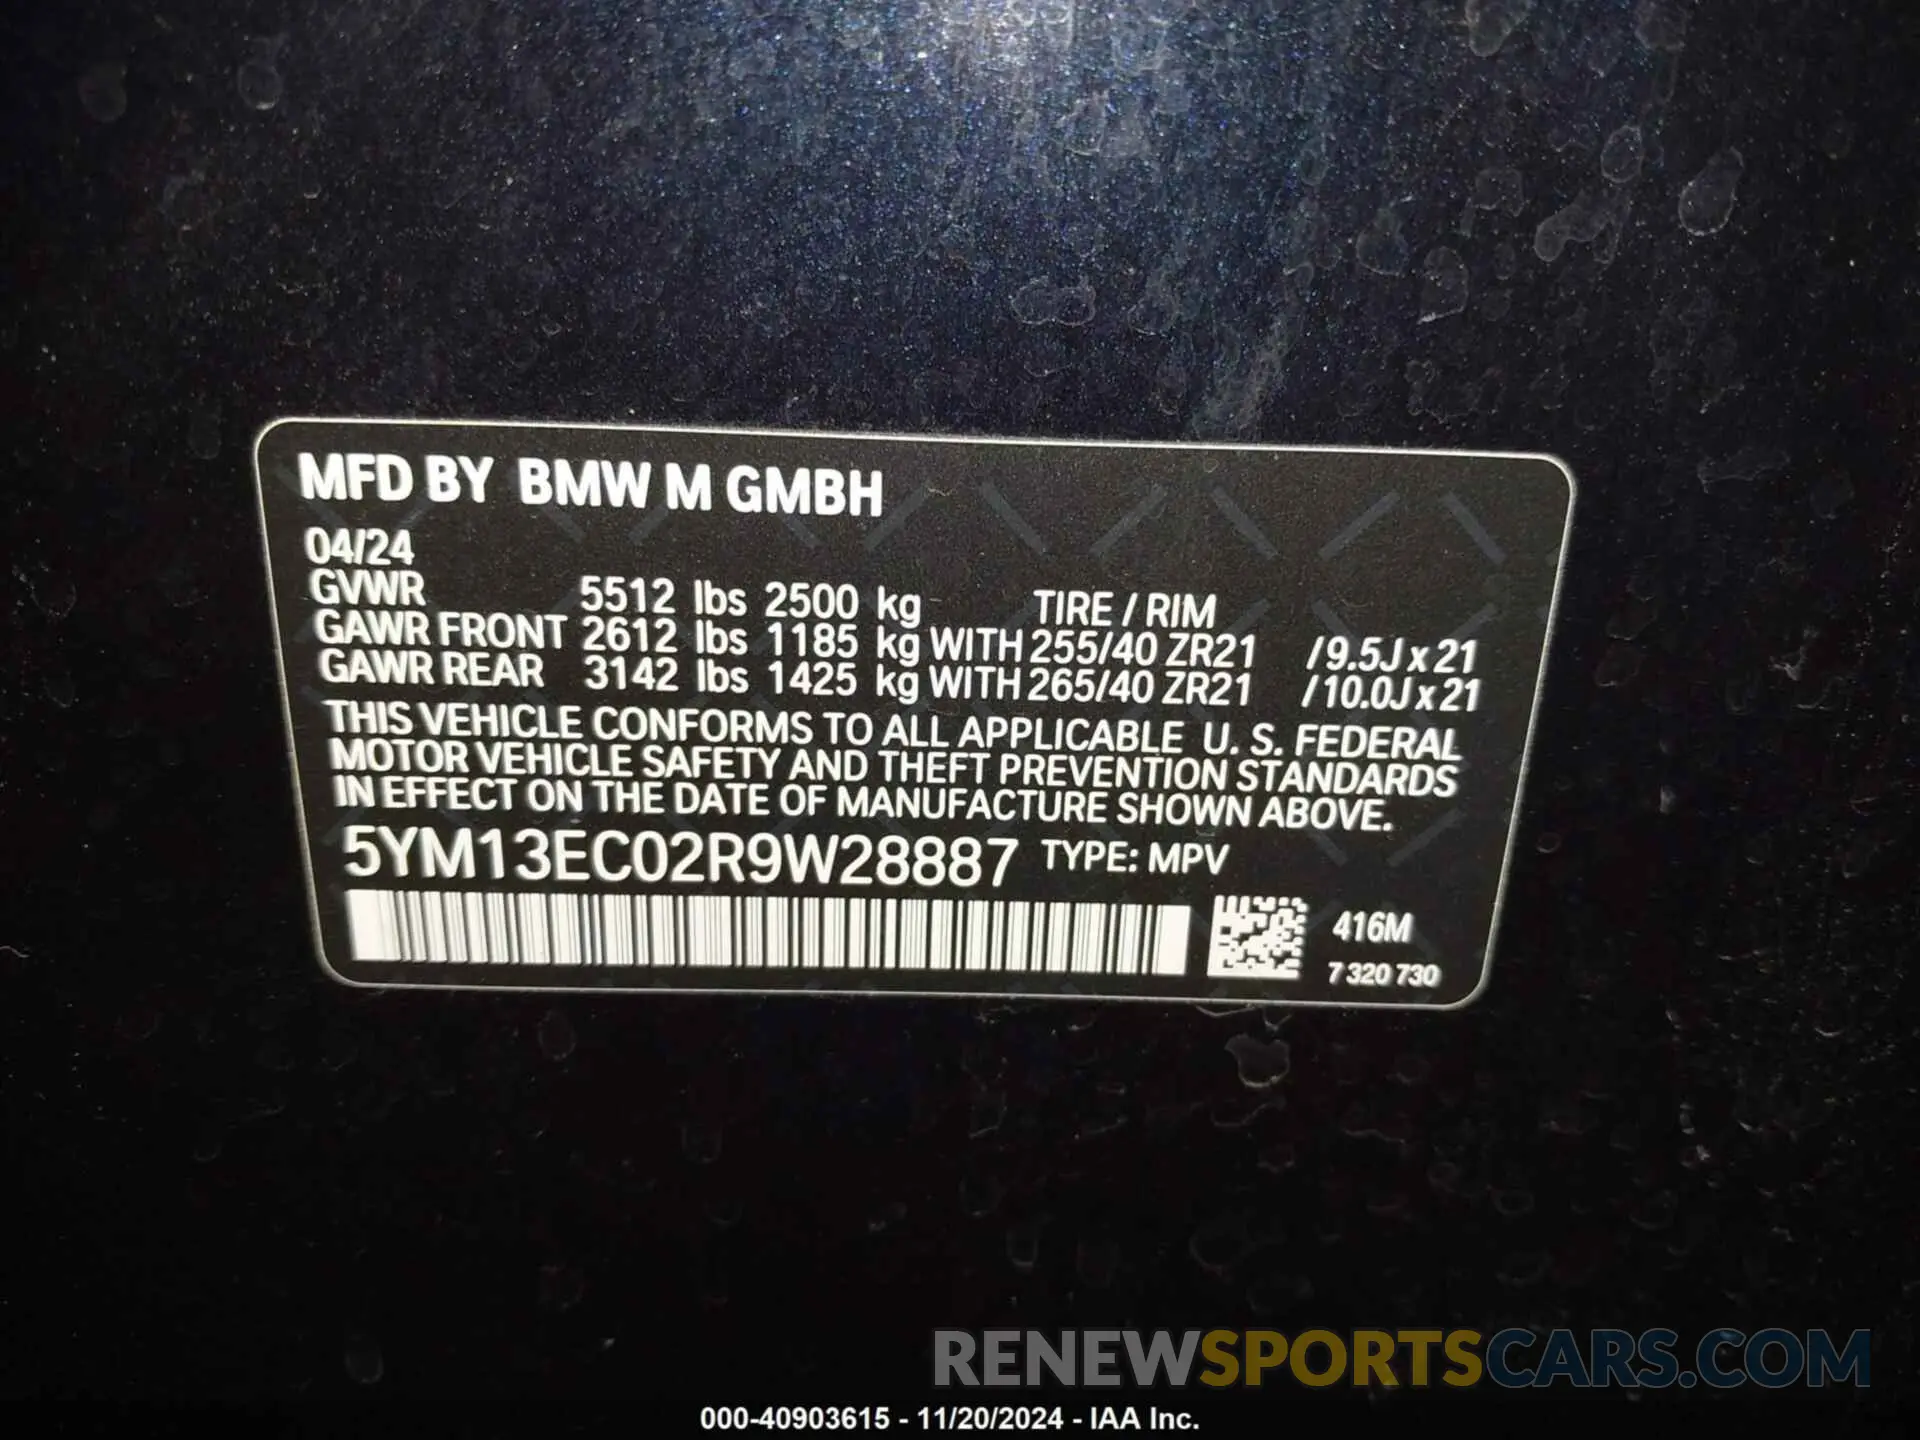 MFD BY BMW M GMBH
04/24
GVWR 5512 lbs 2500 kg TIRE / RIM
GAWR FRONT 2612 lbs 1185 kg WITH 255/40 ZR21 /9.5J x 21
GAWR REAR 3142 lbs 1425 kg WITH 265/40 ZR21 /10.0J x 21
THIS VEHICLE CONFORMS TO ALL APPLICABLE U. S. FEDERAL
MOTOR VEHICLE SAFETY AND THEFT PREVENTION STANDARDS
IN EFFECT ON THE DATE OF MANUFACTURE SHOWN ABOVE.
5YM13EC02R9W28887 TYPE: MPV
416M
7 320 730
RENEWSPORTSCARS.COM
000-40903615 - 11/20/2024 - IAA Inc.